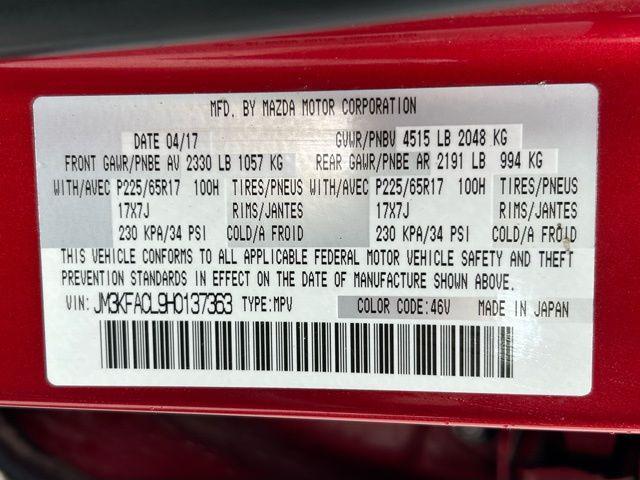 MFD. BY MAZDA MOTOR CORPORATION
DATE 04/17 GVWR/PNBV 4515 LB 2048 KG
FRONT GAWR/PNBE AV 2330 LB 1057 KG REAR GAWR/PNBE AR 2191 LB 994 KG
WITH/AVEC P225/65R17 100H TIRES/PNEUS WITH/AVEC P225/65R17 100H TIRES/PNEUS
17X7J RIMS/JANTES 17X7J RIMS/JANTES
230 KPA/34 PSI COLD/A FROID 230 KPA/34 PSI COLD/A FROID
THIS VEHICLE CONFORMS TO ALL APPLICABLE FEDERAL MOTOR VEHICLE SAFETY AND THEFT
PREVENTION STANDARDS IN EFFECT ON THE DATE OF MANUFACTURE SHOWN ABOVE.
VIN: JM3KFACL9H0137363 TYPE:MPV COLOR CODE:46V MADE IN JAPAN